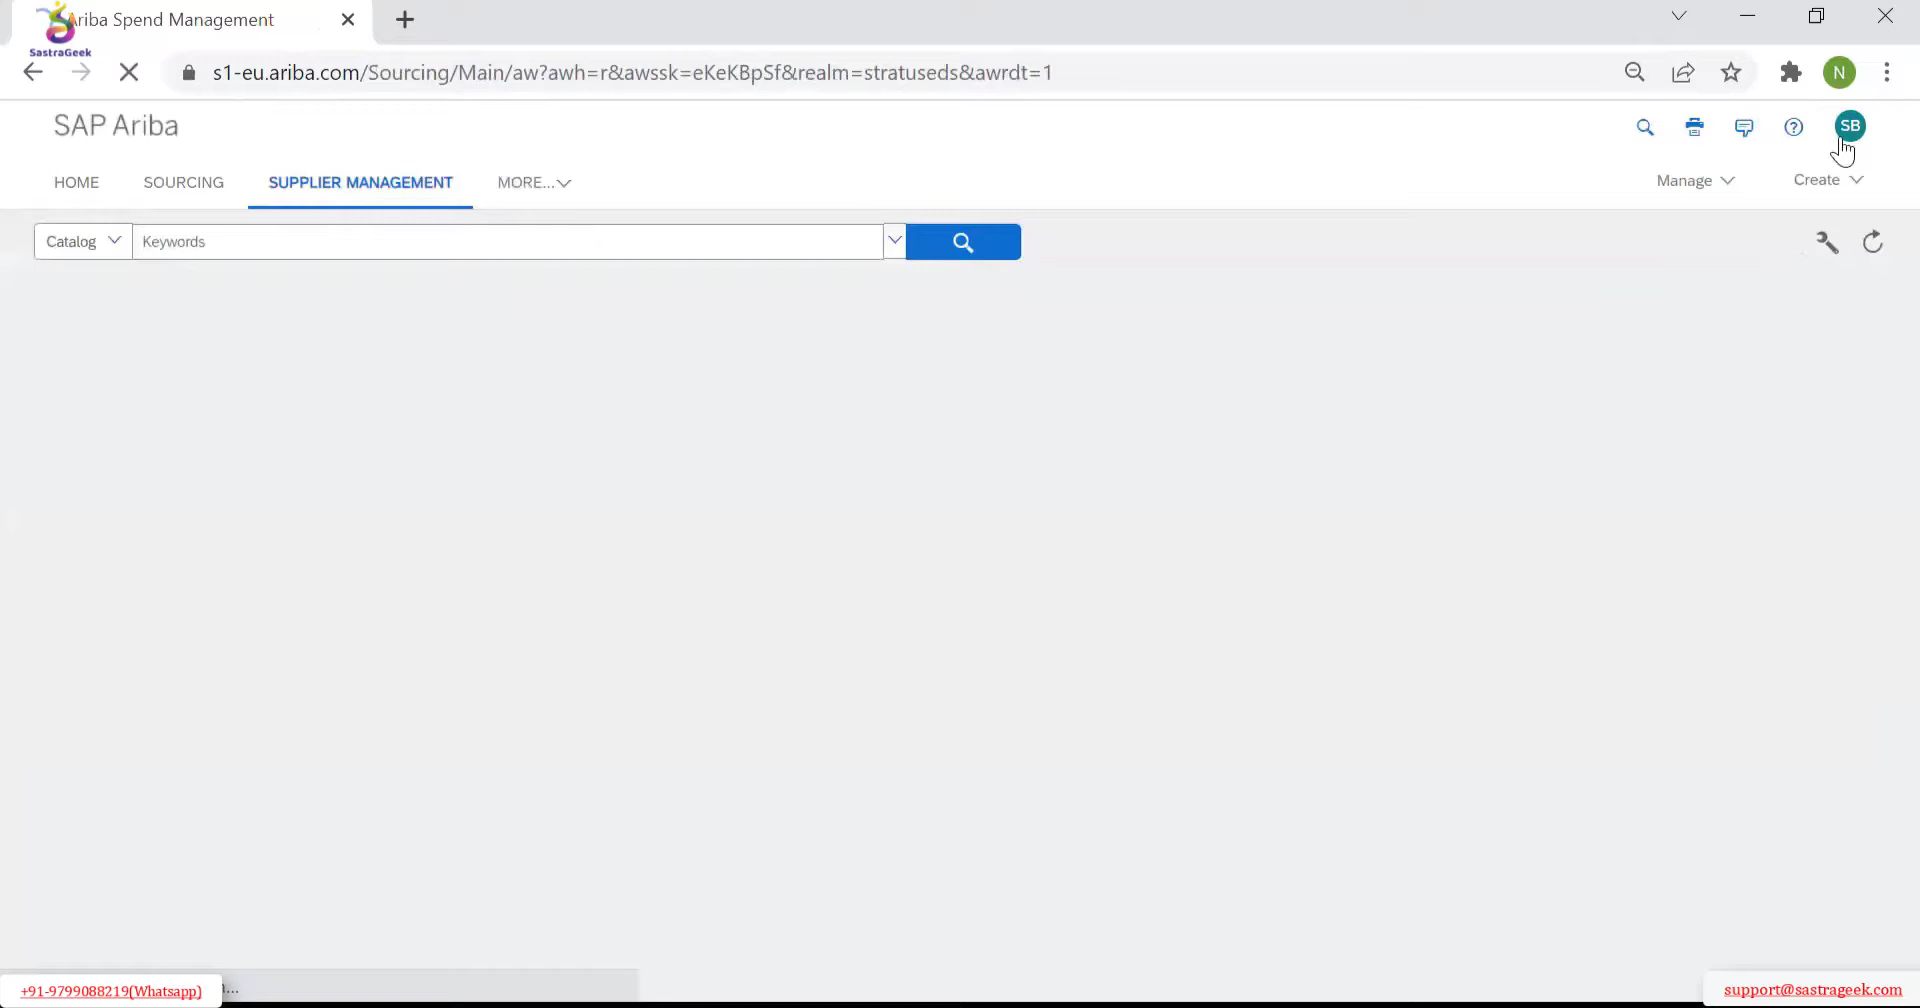 Ariba Spend Management
SastraGeek
s1-eu.ariba.com/Sourcing/Main/aw?awh=r&awssk=eKeKBpSf&realm=stratuseds&awrdt=1
N
SAP Ariba
SB
HOME
SOURCING
SUPPLIER MANAGEMENT
MORE...
Manage
Create
Catalog
Keywords
+91-9799088219(Whatsapp)
...
support@sastrageek.com